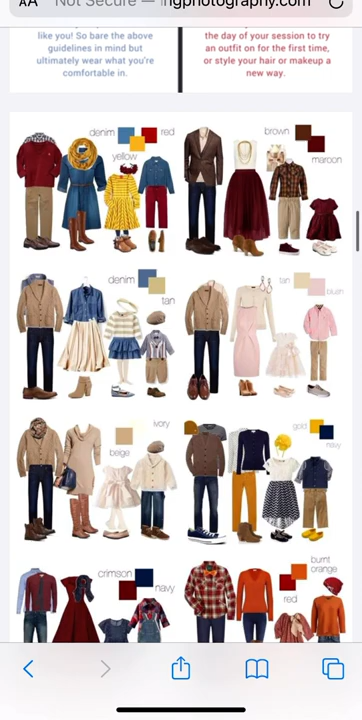 AA
Not Secure —
ngphotography.com
like you! So bare the above
guidelines in mind but
ultimately wear what you're
comfortable in.
the day of your session to try
an outfit on for the first time,
or style your hair or makeup a
new way.
denim
red
yellow
brown
maroon
denim
tan
tan
blush
ivory
beige
gold
navy
crimson
navy
burnt
orange
red